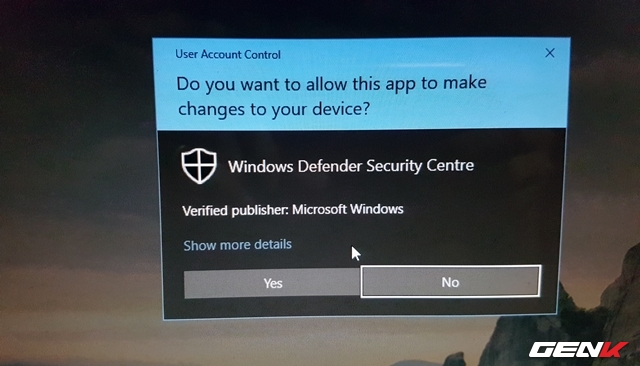 User Account Control
Do you want to allow this app to make
changes to your device?
Windows Defender Security Centre
Verified publisher: Microsoft Windows
Show more details
Yes
No
GENK